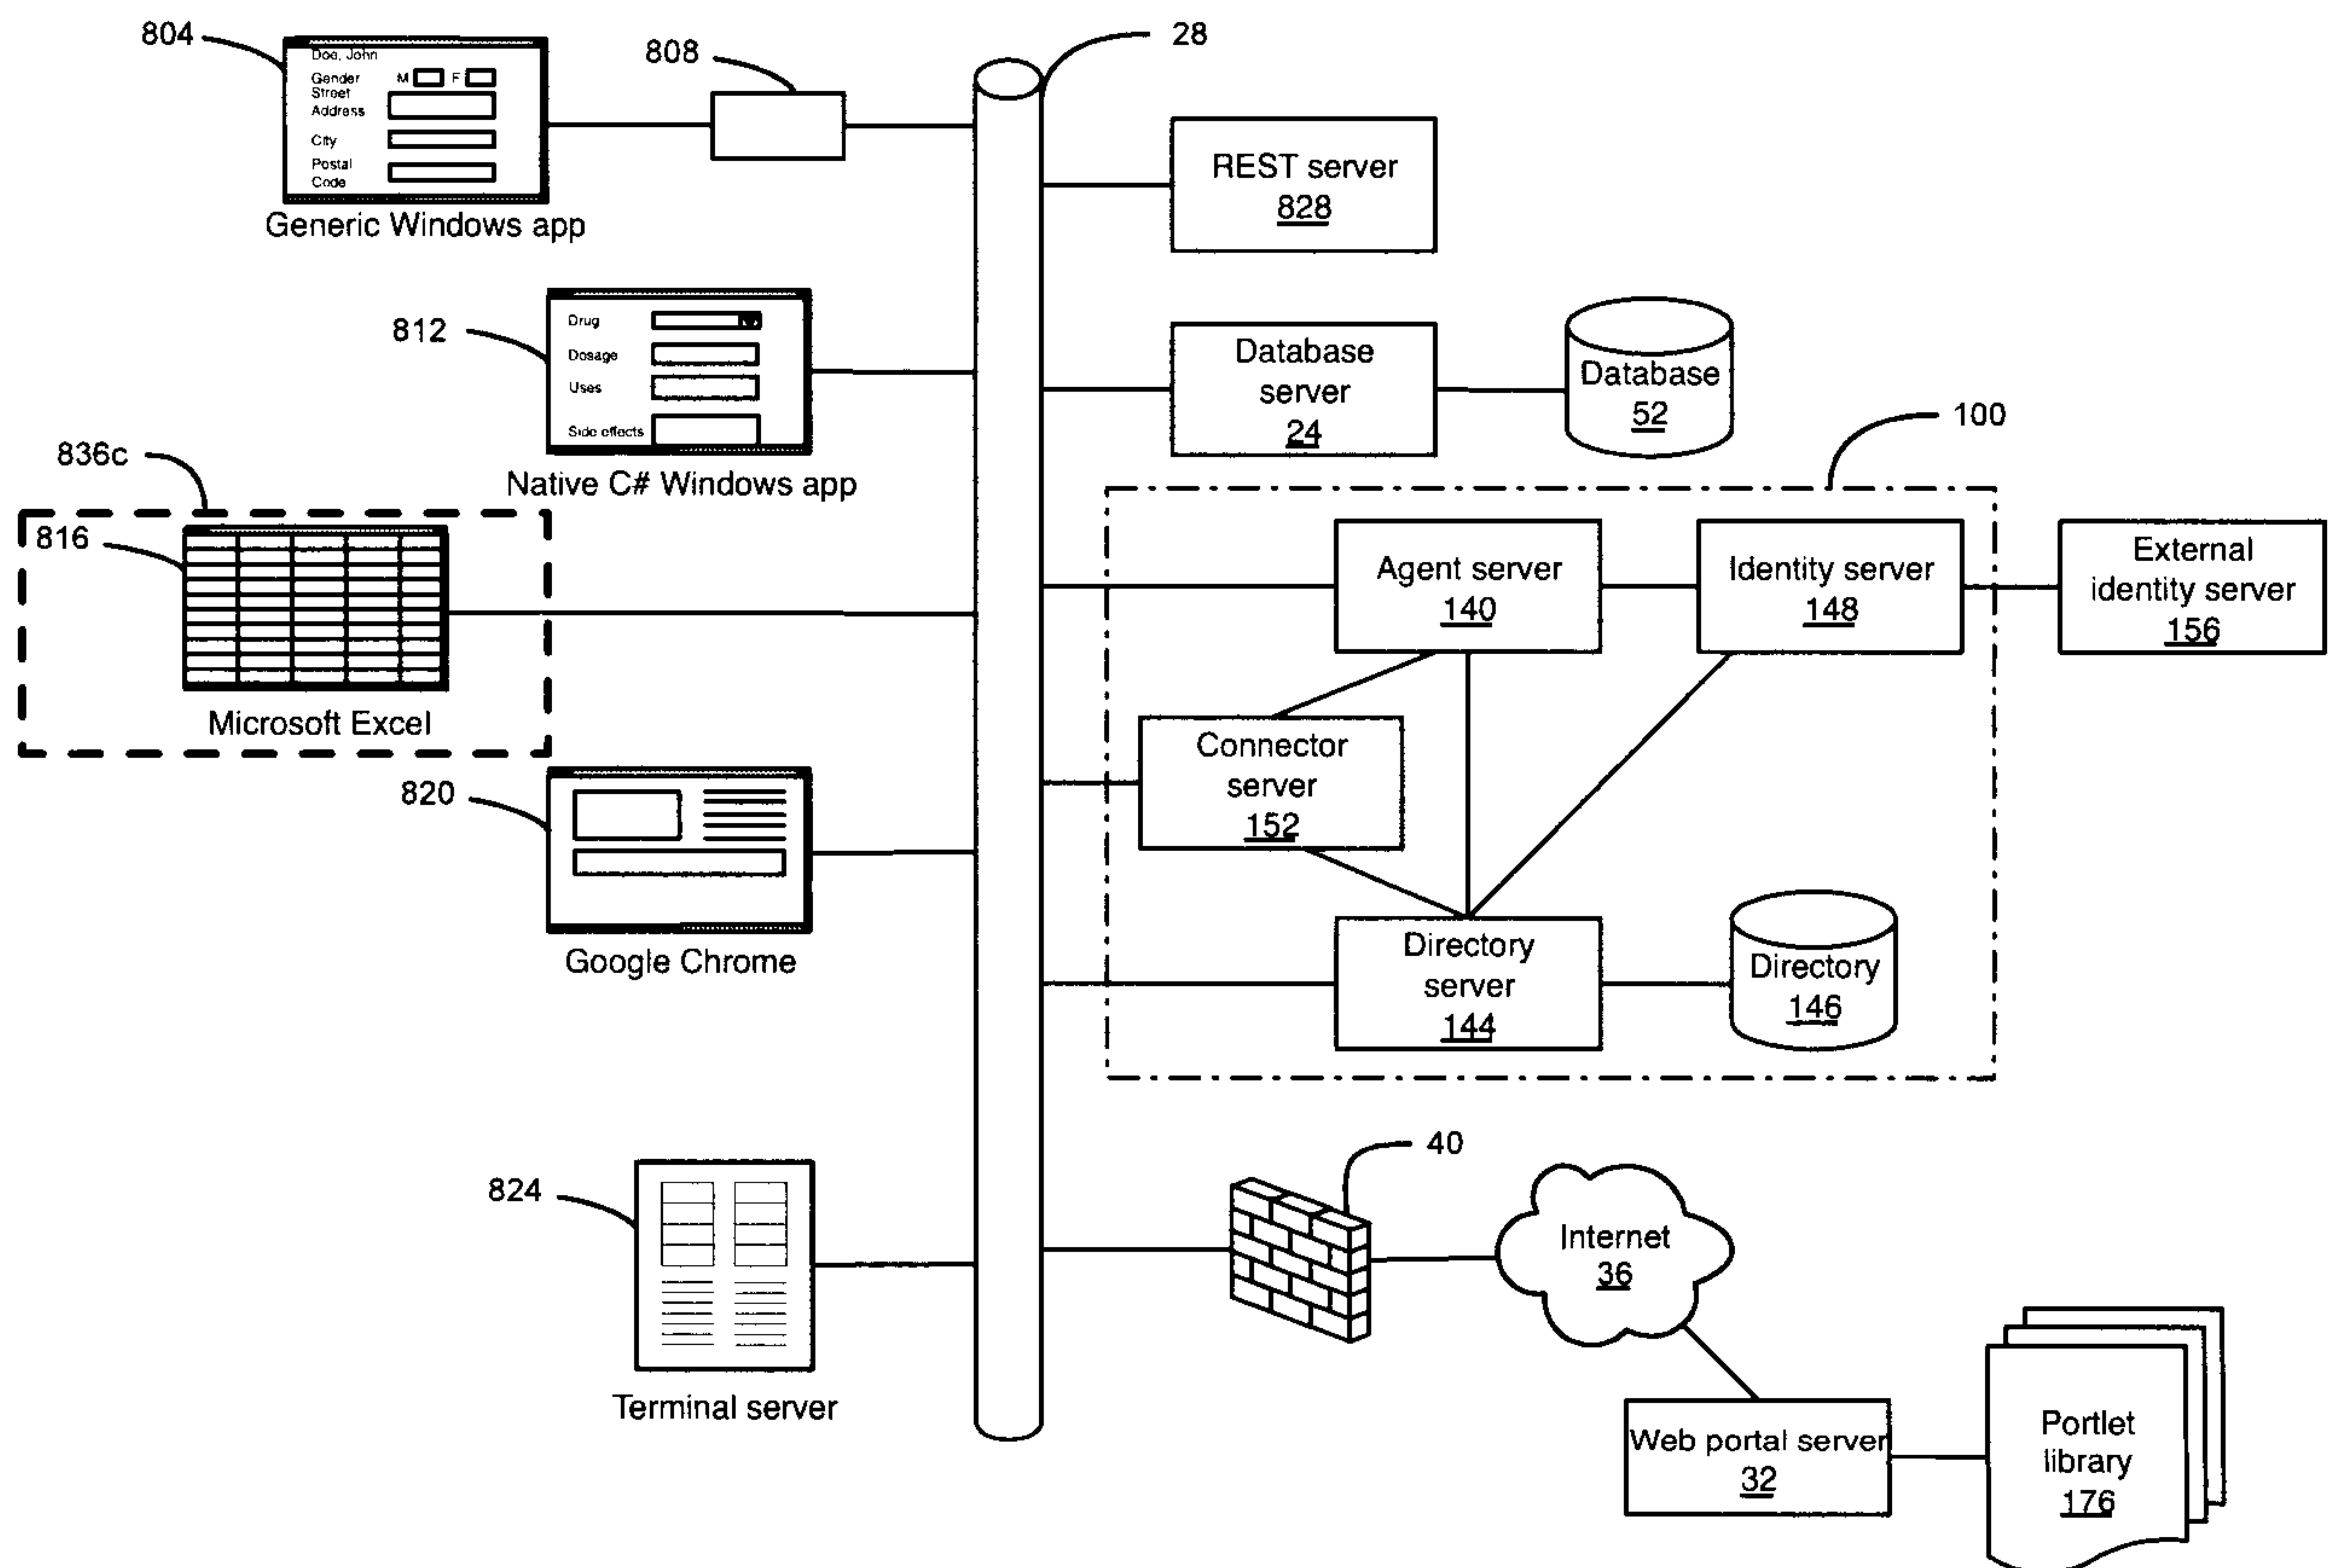 804
Doe, John
Gender M F
Street
Address
City
Postal
Code
Generic Windows app
808
28
REST server
828
812
Drug
Dosage
Uses
Side effects
Native C# Windows app
Database
server
24
Database
52
100
836c
816
Microsoft Excel
Agent server
140
Identity server
148
External
identity server
156
Connector
server
152
820
Google Chrome
Directory
server
144
Directory
146
824
Terminal server
40
Internet
36
Web portal server
32
Portlet
library
176